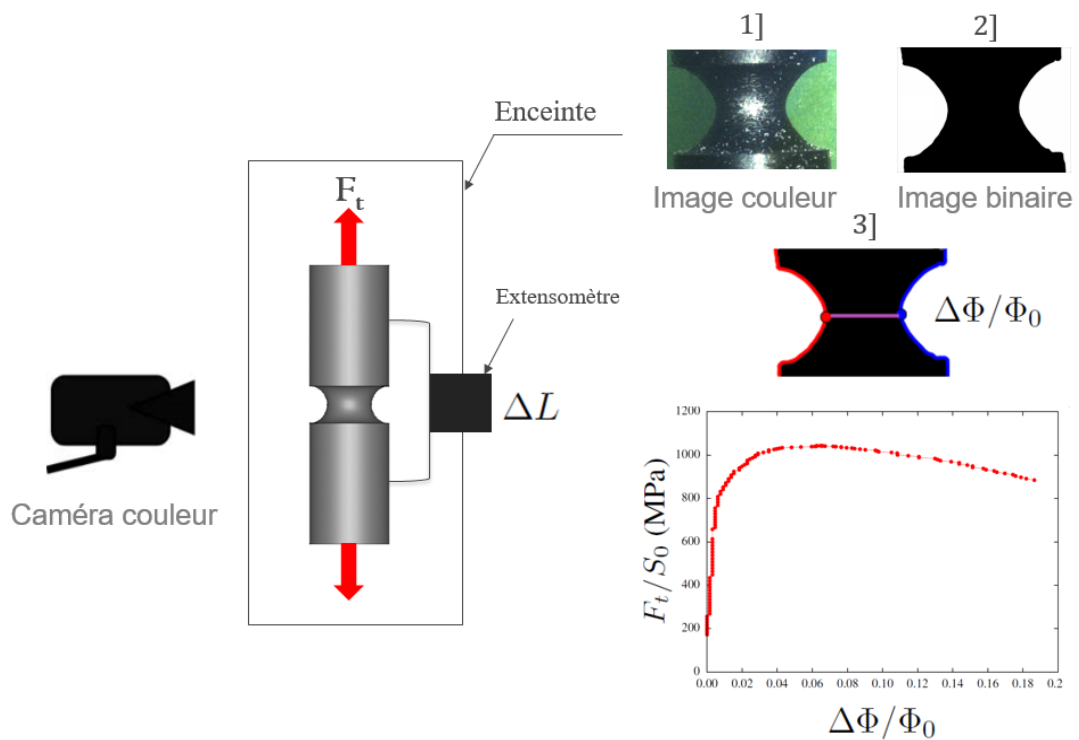 1]
2]
Enceinte
F_t
Image couleur
Image binaire
3]
Extensomètre
ΔΦ/Φ₀
ΔL
Caméra couleur
1200
1000
800
600
400
200
0
F_t/S₀ (MPa)
0.00 0.02 0.04 0.06 0.08 0.10 0.12 0.14 0.16 0.18 0.2
ΔΦ/Φ₀